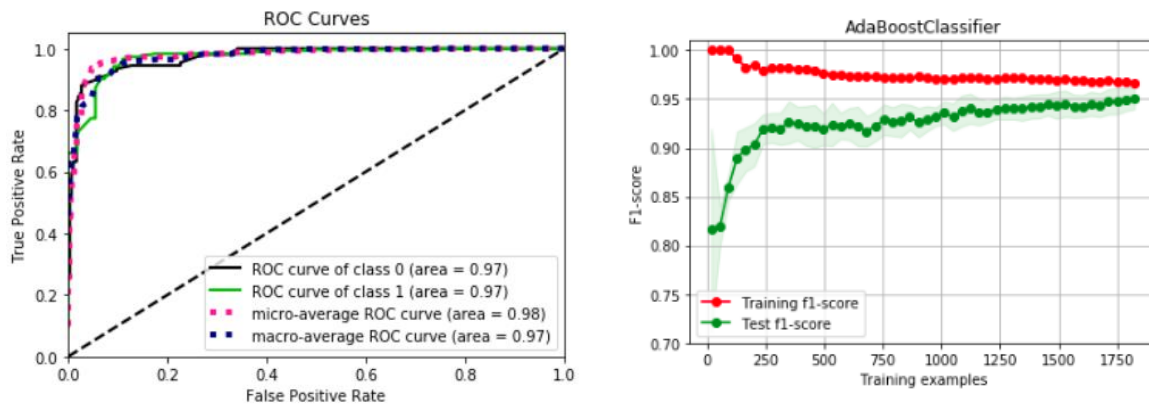 ROC Curves
True Positive Rate
1.0
0.8
0.6
0.4
0.2
0.0
ROC curve of class 0 (area = 0.97)
ROC curve of class 1 (area = 0.97)
micro-average ROC curve (area = 0.98)
macro-average ROC curve (area = 0.97)
0.0 0.2 0.4 0.6 0.8 1.0
False Positive Rate
AdaBoostClassifier
F1-score
1.00
0.95
0.90
0.85
0.80
0.75
0.70
Training f1-score
Test f1-score
0 250 500 750 1000 1250 1500 1750
Training examples